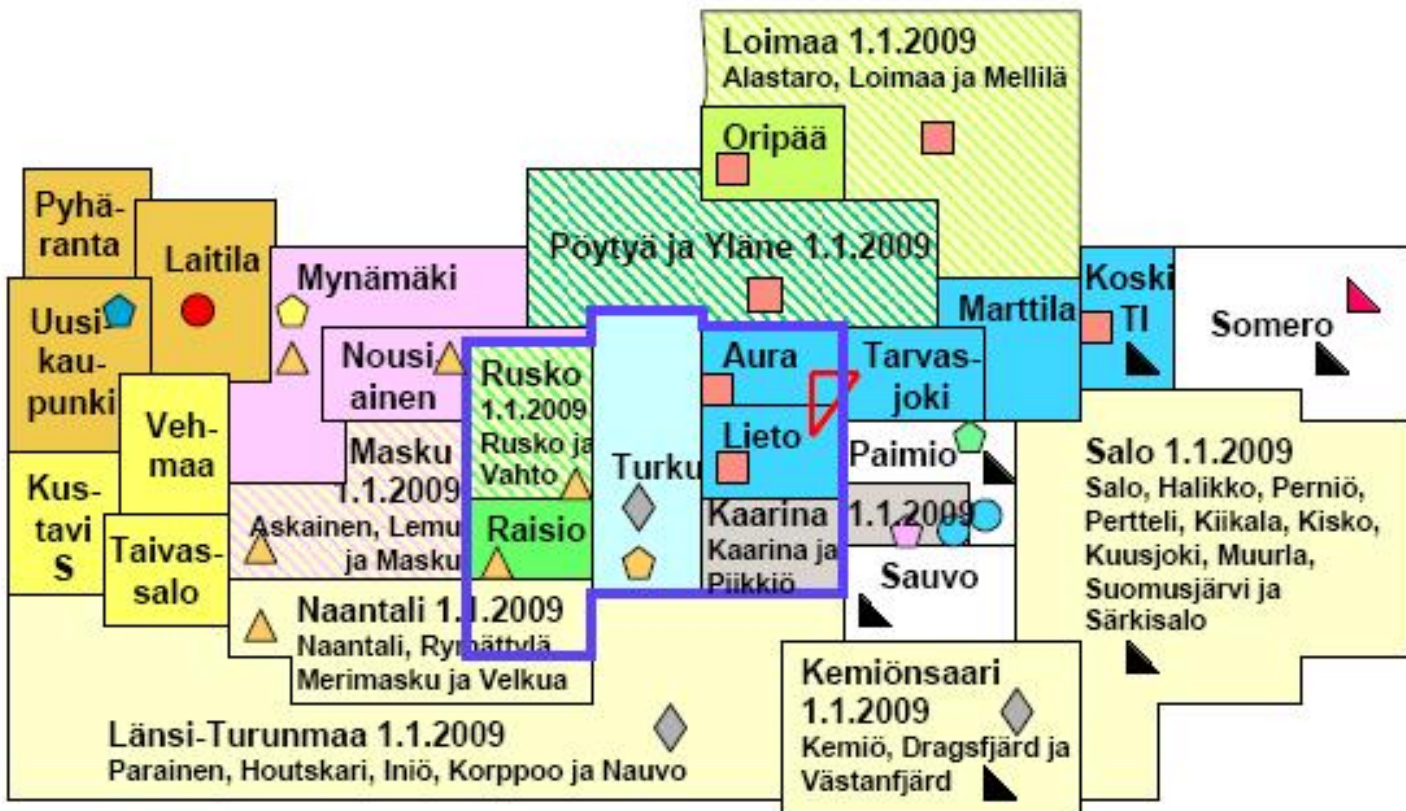 Loimaa 1.1.2009
Alastaro, Loimaa ja Mellilä
Oripää
Pyhä-
ranta
Laitila
Pöytyä ja Yläne 1.1.2009
Mynämäki
Koski
Tl
Marttila
Somero
Uusi-
kau-
punki
Nousi
ainen
Rusko
1.1.2009
Rusko ja
Vahto
Aura
Tarvas-
joki
Veh-
maa
Masku
1.1.2009
Askainen, Lemu
ja Masku
Turku
Lieto
Paimio
Salo 1.1.2009
Salo, Halikko, Perniö,
Pertteli, Kiikala, Kisko,
Kuusjoki, Muurla,
Suomusjärvi ja
Särkisalo
Kus-
tavi
S
Taivas-
salo
Raisio
Kaarina 1.1.2009
Kaarina ja
Piikkiö
Sauvo
Naantali 1.1.2009
Naantali, Rymättylä
Merimasku ja Velkua
Kemiönsaari
1.1.2009
Kemiö, Dragsfjärd ja
Västanfjärd
Länsi-Turunmaa 1.1.2009
Parainen, Houtskari, Iniö, Korppoo ja Nauvo